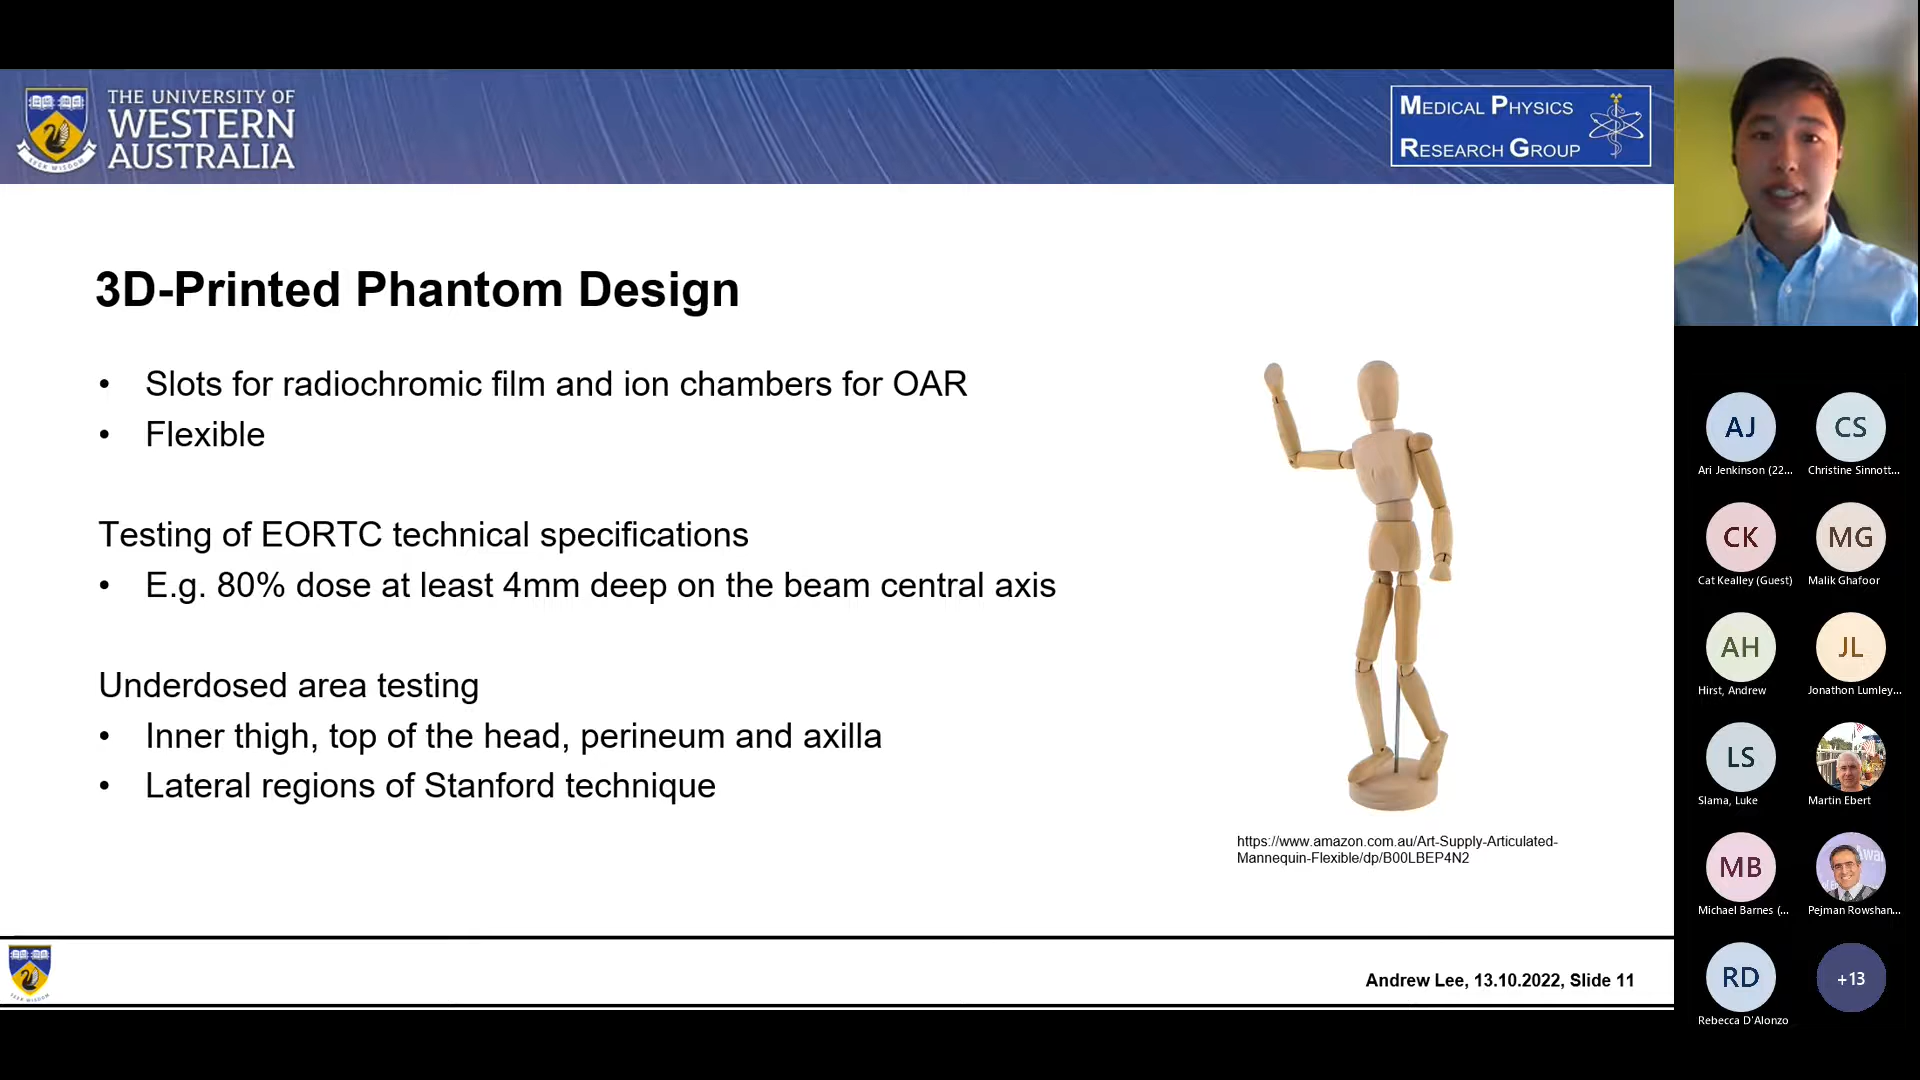 THE UNIVERSITY OF
WESTERN
AUSTRALIA
SEEK WISDOM
MEDICAL PHYSICS
RESEARCH GROUP
3D-Printed Phantom Design
• Slots for radiochromic film and ion chambers for OAR
• Flexible
Testing of EORTC technical specifications
• E.g. 80% dose at least 4mm deep on the beam central axis
Underdosed area testing
• Inner thigh, top of the head, perineum and axilla
• Lateral regions of Stanford technique
https://www.amazon.com.au/Art-Supply-Articulated-
Mannequin-Flexible/dp/B00LBEP4N2
Andrew Lee, 13.10.2022, Slide 11
AJ
Ari Jenkinson (22...
CS
Christine Sinnott...
CK
Cat Kealley (Guest)
MG
Malik Ghafoor
AH
Hirst, Andrew
JL
Jonathon Lumley...
LS
Slama, Luke
Martin Ebert
MB
Michael Barnes (...
Pejman Rowshan...
RD
Rebecca D'Alonzo
+13